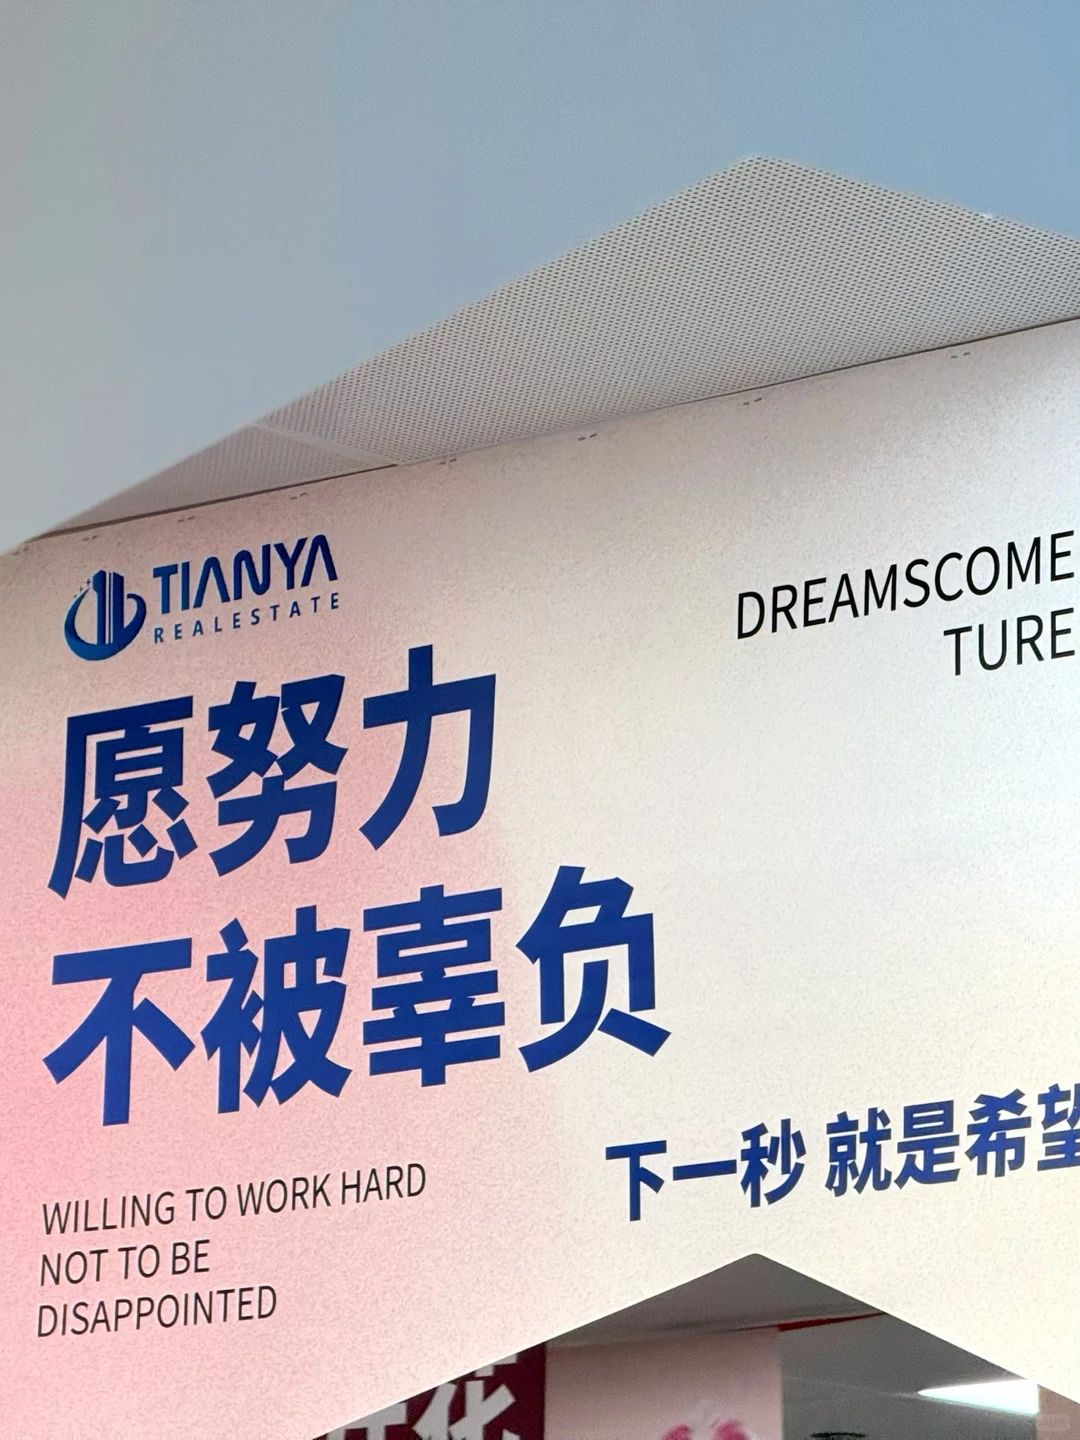 TIANYA
REALESTATE
DREAMSCOME
TURE
愿努力
不被辜负
下一秒 就是希望
WILLING TO WORK HARD
NOT TO BE
DISAPPOINTED